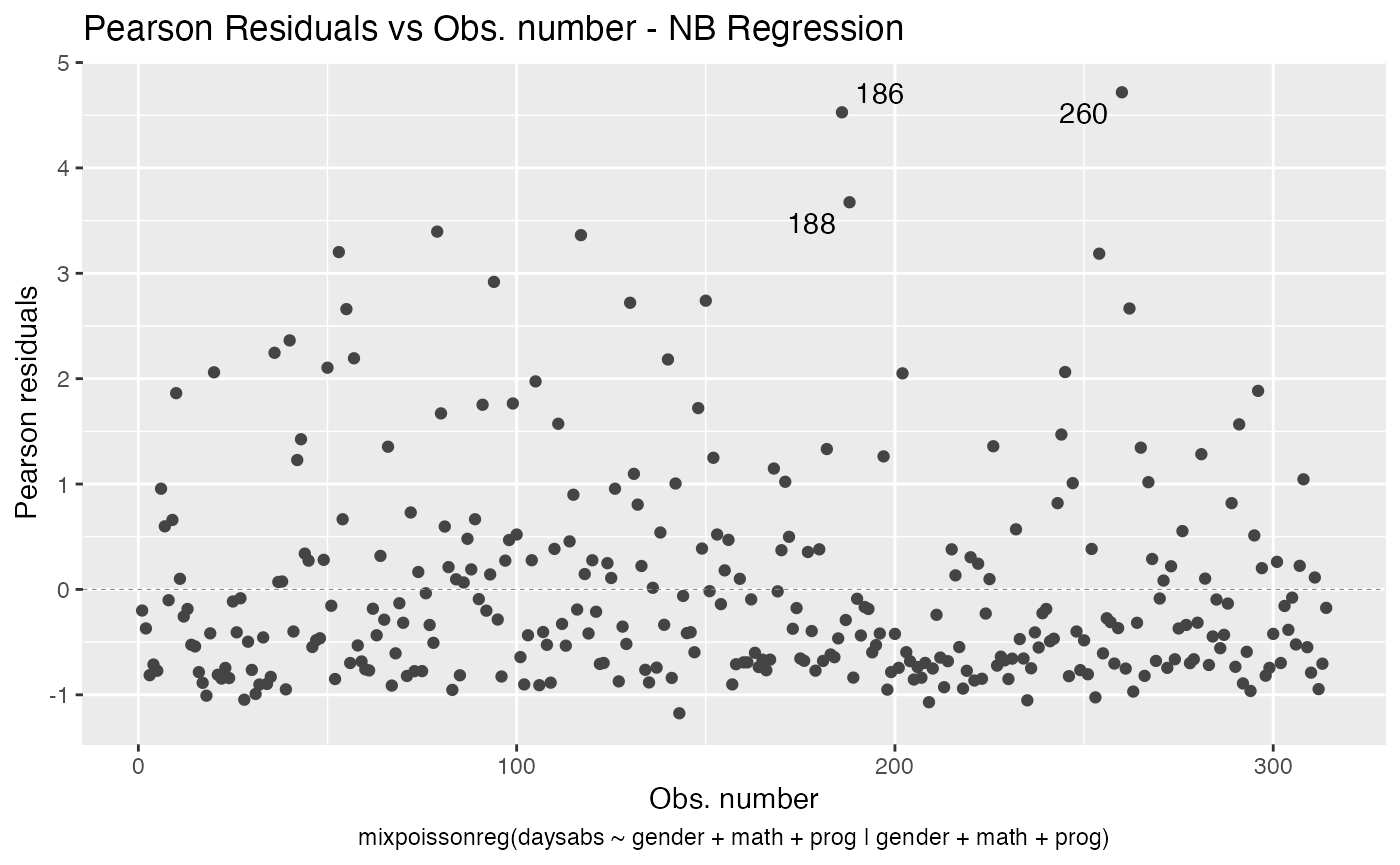 Pearson Residuals vs Obs. number - NB Regression
5
4
3
2
1
0
-1
Pearson residuals
186
260
188
0 100 200 300
Obs. number
mixpoissonreg(daysabs ~ gender + math + prog | gender + math + prog)